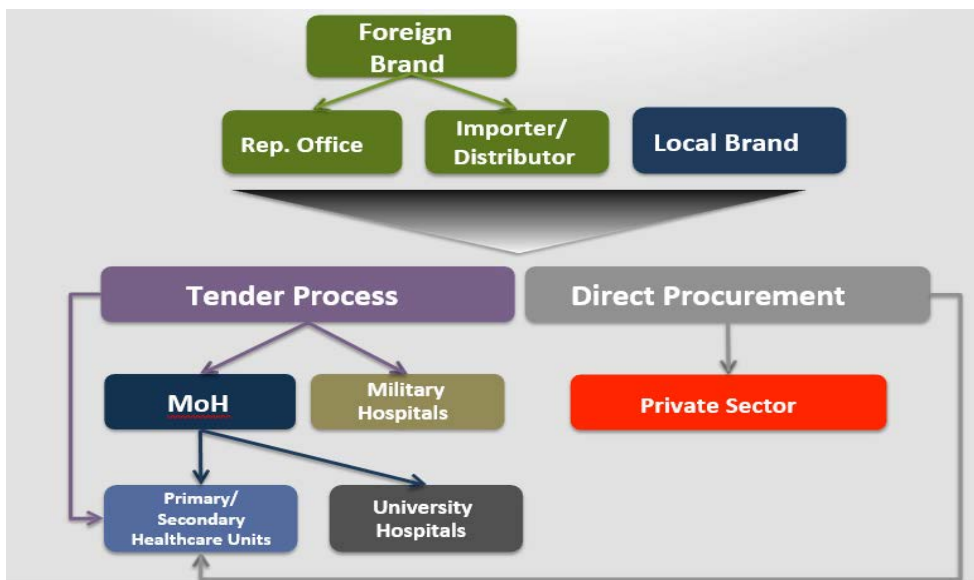 Foreign
Brand
Rep. Office
Importer/
Distributor
Local Brand
Tender Process
Direct Procurement
MoH
Military
Hospitals
Private Sector
Primary/
Secondary
Healthcare Units
University
Hospitals